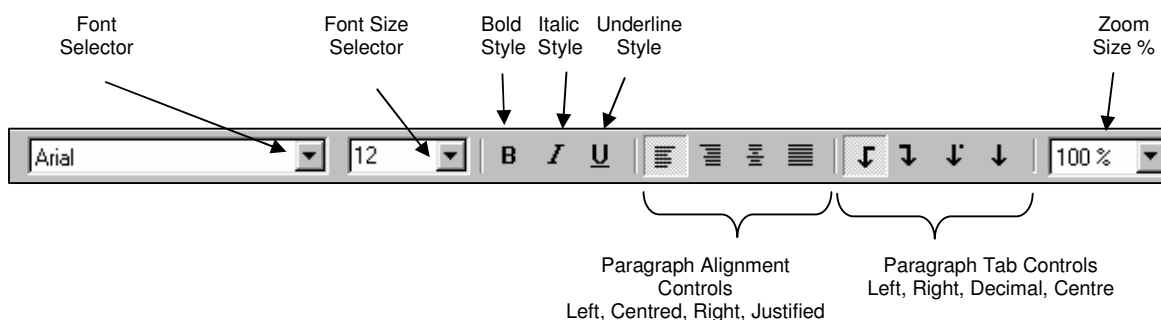 Font
Selector
Font Size
Selector
Bold
Style
Italic
Style
Underline
Style
Zoom
Size %
Arial
12
B
I
U
100 %
Paragraph Alignment
Controls
Left, Centred, Right, Justified
Paragraph Tab Controls
Left, Right, Decimal, Centre